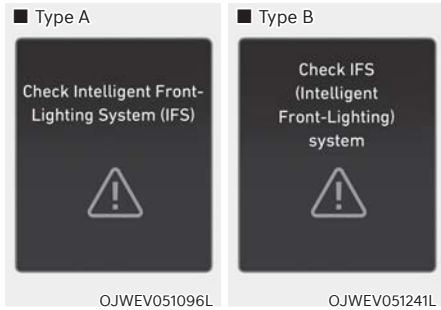 ■ Type A
Check Intelligent Front-
Lighting System (IFS)
OJWEV051096L
■ Type B
Check IFS
(Intelligent
Front-Lighting)
system
OJWEV051241L